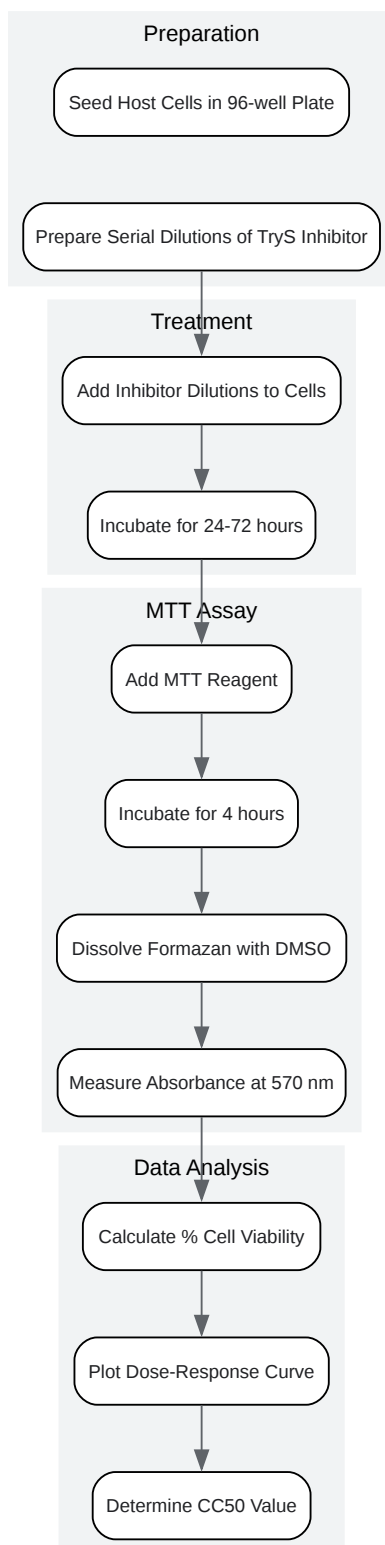 Preparation
Seed Host Cells in 96-well Plate
Prepare Serial Dilutions of TryS Inhibitor
Treatment
Add Inhibitor Dilutions to Cells
Incubate for 24-72 hours
MTT Assay
Add MTT Reagent
Incubate for 4 hours
Dissolve Formazan with DMSO
Measure Absorbance at 570 nm
Data Analysis
Calculate % Cell Viability
Plot Dose-Response Curve
Determine CC50 Value